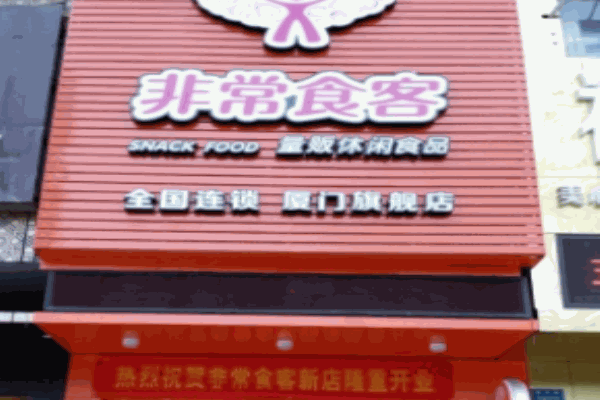 非常食客
SNACK FOOD 量贩休闲食品
全国连锁 厦门旗舰店
热烈祝贺非常食客新店隆重开业